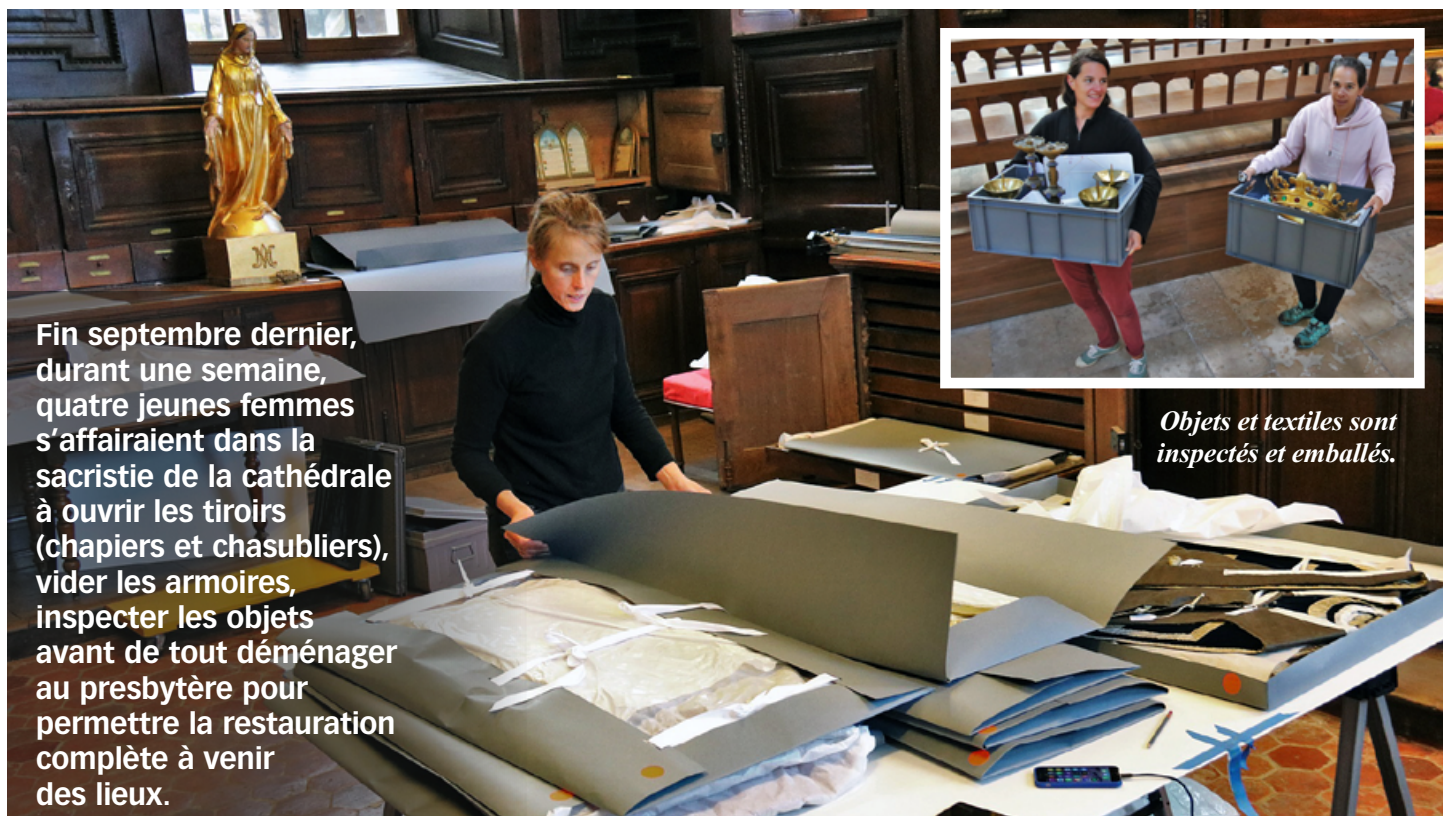 Fin septembre dernier,
durant une semaine,
quatre jeunes femmes
s'affairaient dans la
sacristie de la cathédrale
à ouvrir les tiroirs
(chapiers et chasubliers),
vider les armoires,
inspecter les objets
avant de tout déménager
au presbytère pour
permettre la restauration
complète à venir
des lieux.
Objets et textiles sont
inspectés et emballés.